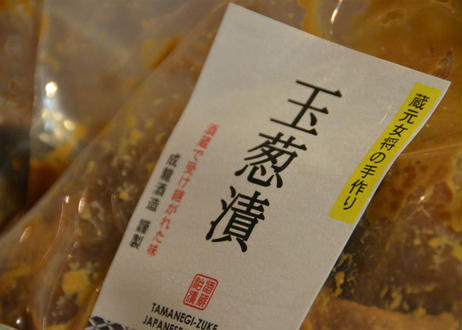 蔵元女将の手作り
玉葱漬
酒蔵で受け継がれた味
成龍酒造 謹製
TAMANEGI-ZUKE
JAPANESE